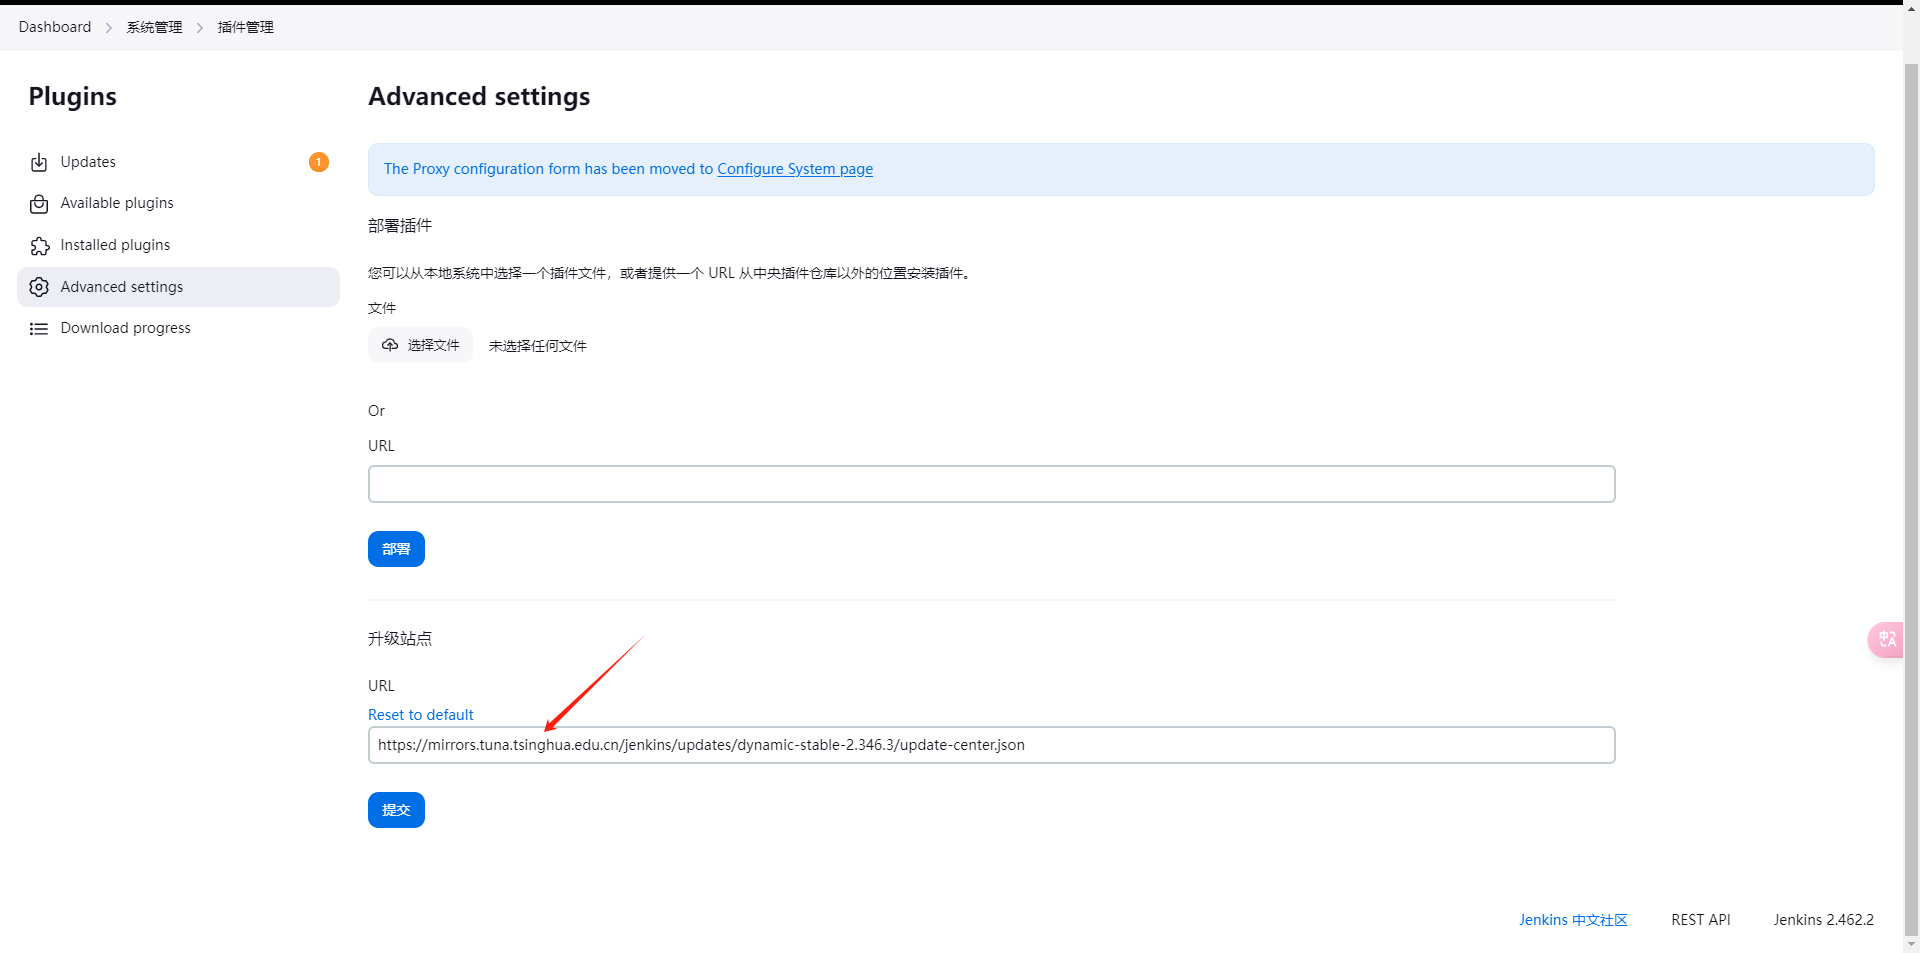 Dashboard
系统管理
插件管理
Plugins
Updates
1
Available plugins
Installed plugins
Advanced settings
Download progress
Advanced settings
The Proxy configuration form has been moved to Configure System page
部署插件
您可以从本地系统中选择一个插件文件，或者提供一个 URL 从中央插件仓库以外的位置安装插件。
文件
选择文件 未选择任何文件
Or
URL
部署
升级站点
URL
Reset to default
https://mirrors.tuna.tsinghua.edu.cn/jenkins/updates/dynamic-stable-2.346.3/update-center.json
提交
中A
Jenkins 中文社区 REST API Jenkins 2.462.2